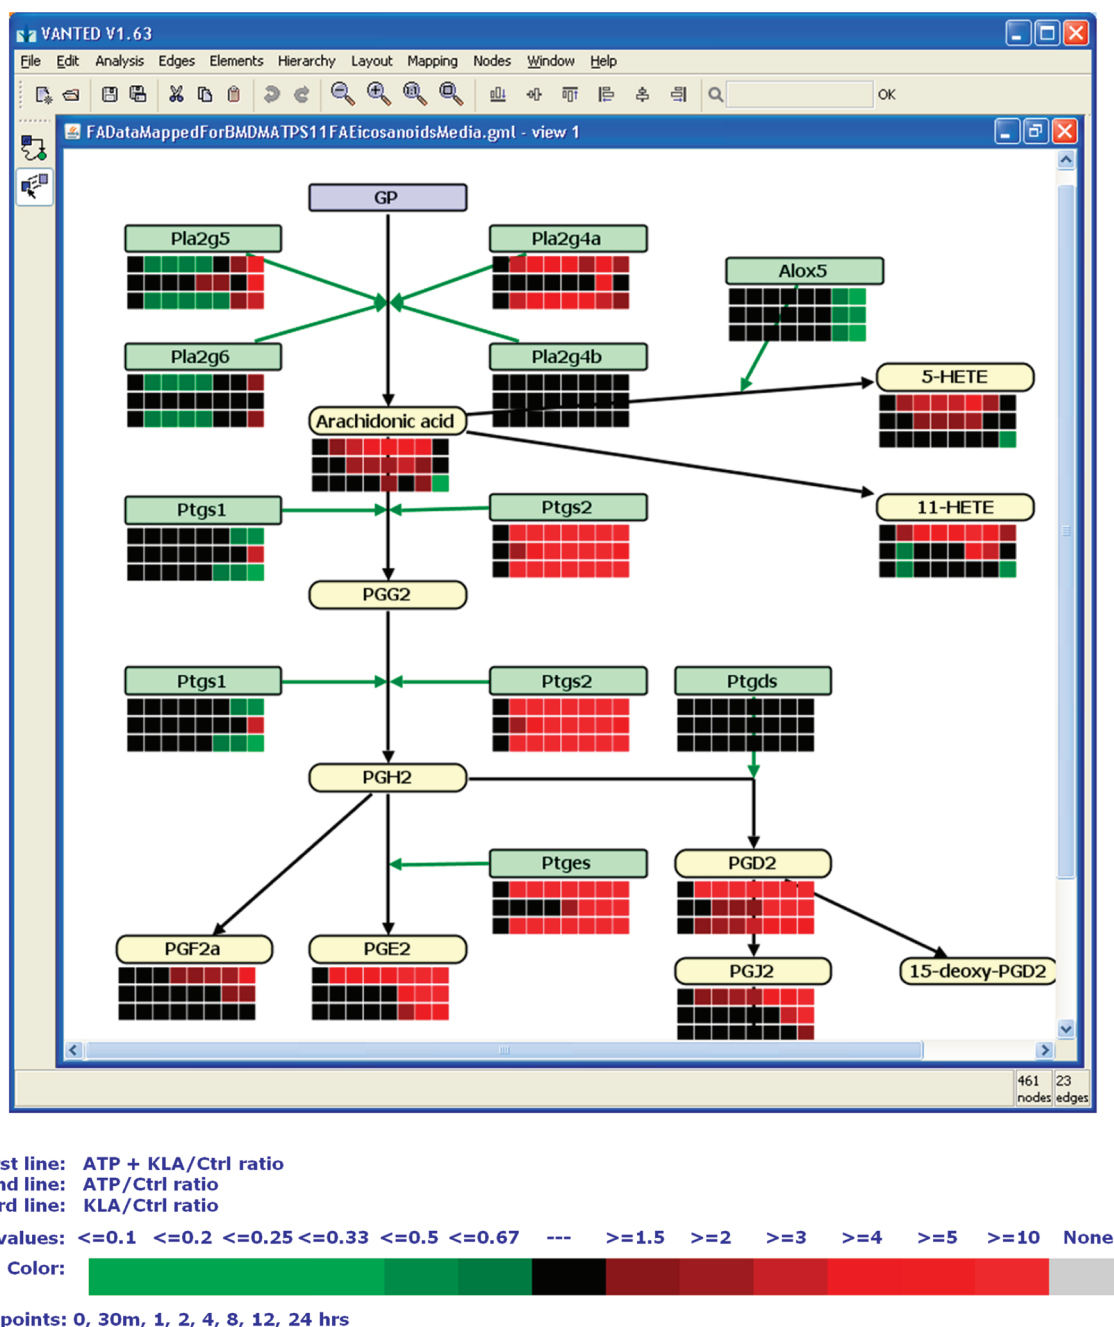 VANTED V1.63
File Edit Analysis Edges Elements Hierarchy Layout Mapping Nodes Window Help
OK
FADataMappedForBMDMATPS11FAEicosanoidsMedia.gml - view 1
GP
Pla2g5
Pla2g4a
Alox5
Pla2g6
Pla2g4b
5-HETE
Arachidonic acid
Ptgs1
Ptgs2
11-HETE
PGG2
Ptgs1
Ptgs2
Ptgds
PGH2
Ptges
PGD2
PGF2a
PGE2
PGJ2
15-deoxy-PGD2
461 23
nodes edges
rst line: ATP + KLA/Ctrl ratio
nd line: ATP/Ctrl ratio
rd line: KLA/Ctrl ratio
values: <=0.1 <=0.2 <=0.25 <=0.33 <=0.5 <=0.67 --- >=1.5 >=2 >=3 >=4 >=5 >=10 None
Color:
points: 0, 30m, 1, 2, 4, 8, 12, 24 hrs